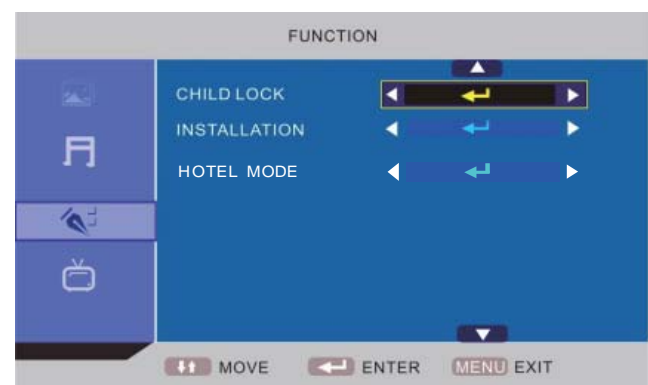 FUNCTION
CHILD LOCK
INSTALLATION
HOTEL MODE
MOVE ENTER MENU EXIT